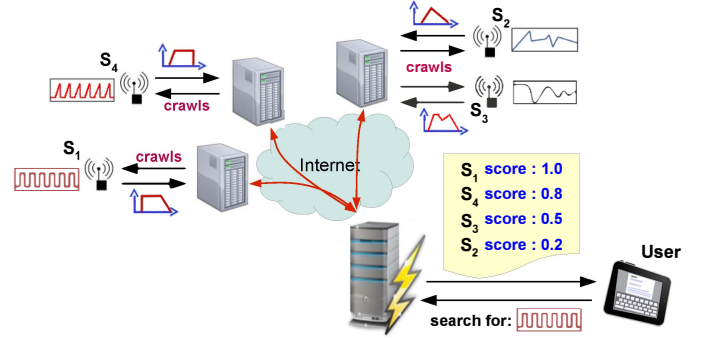 S2
S4
crawls
crawls
S3
S1
crawls
Internet
S1 score : 1.0
S4 score : 0.8
S3 score : 0.5
S2 score : 0.2
User
search for: